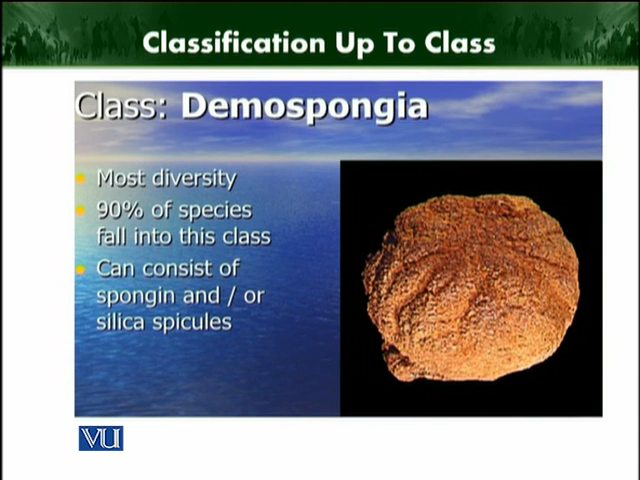 Classification Up To Class
Class: Demospongia
Most diversity
90% of species
fall into this class
Can consist of
spongin and / or
silica spicules
VU